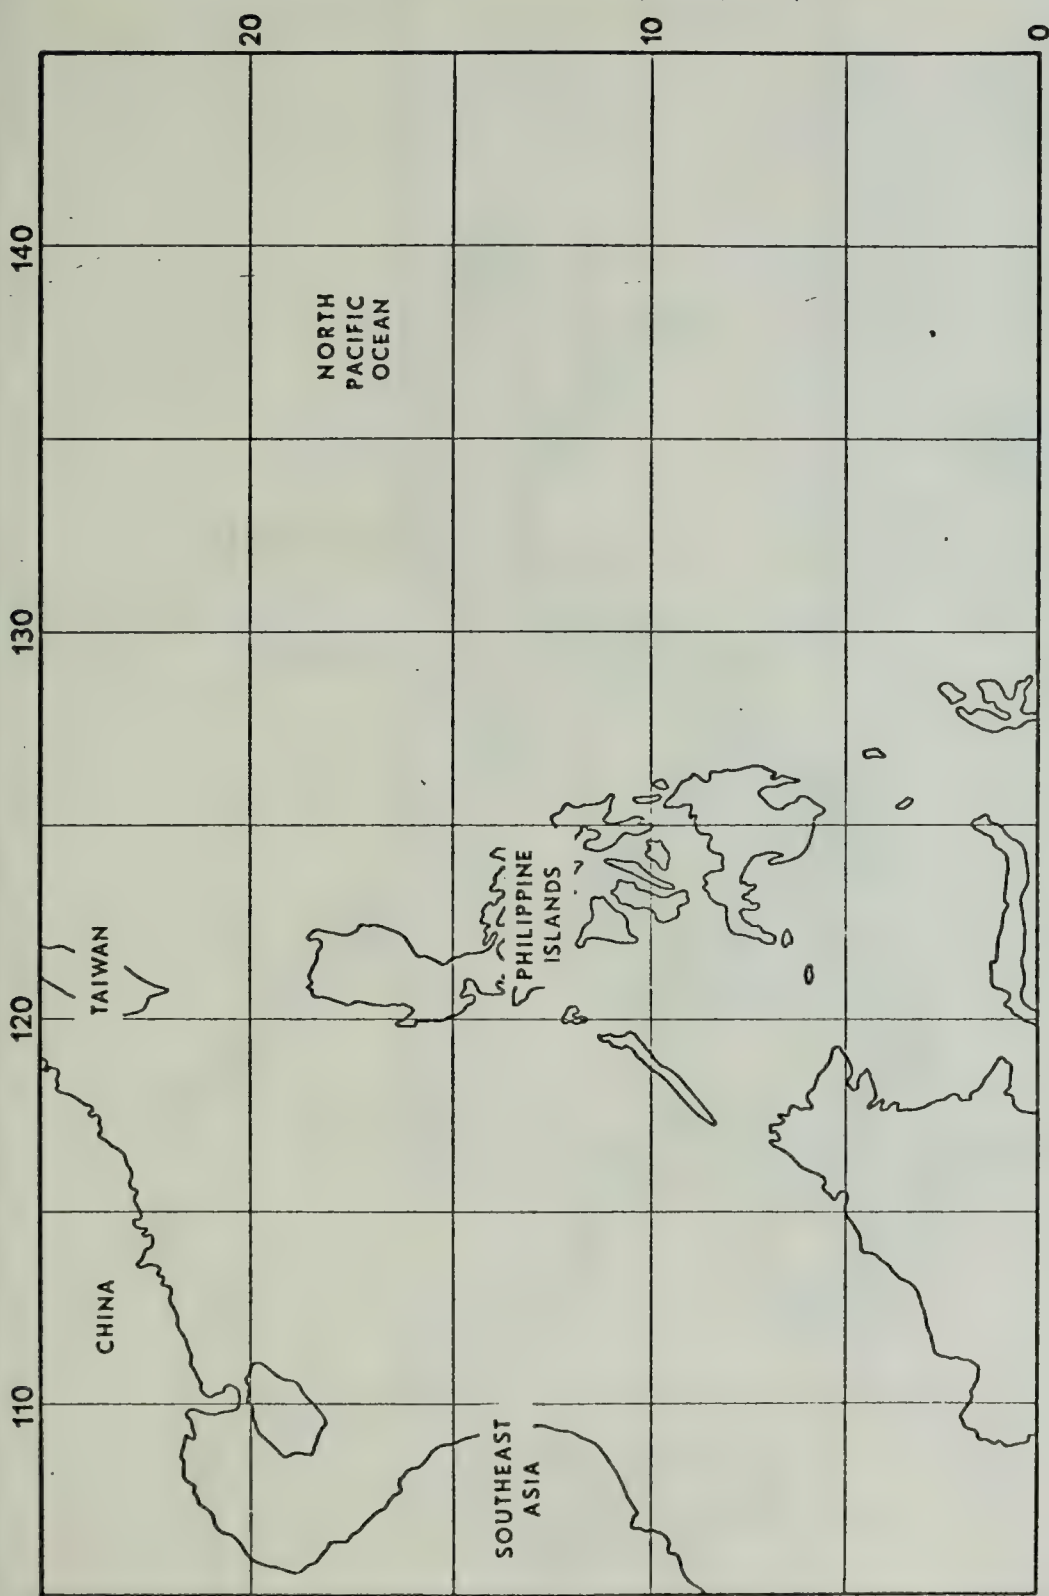 110
120
130
140
20
10
0
CHINA
TAIWAN
NORTH
PACIFIC
OCEAN
SOUTHEAST
ASIA
PHILIPPINE
ISLANDS